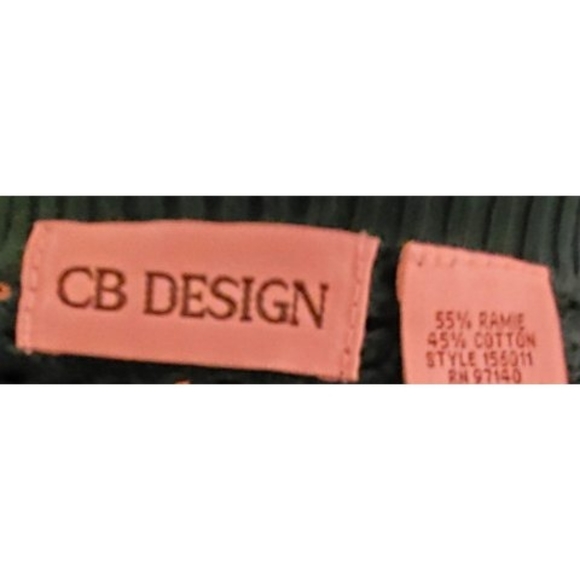 CB DESIGN
55% RAMIE
45% COTTON
STYLE 156011
RN 97140